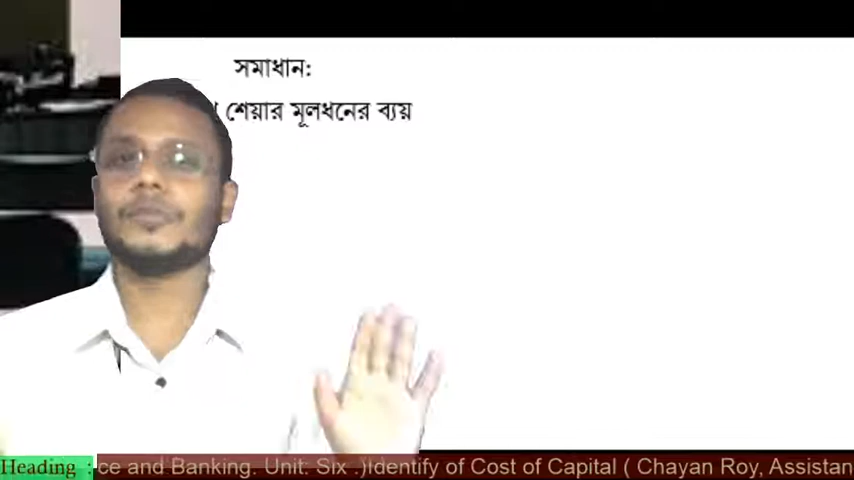 সমাধান:
শেয়ার মূলধনের ব্যয়
Heading : ce and Banking. Unit: Six .)Identify of Cost of Capital ( Chayan Roy, Assistan